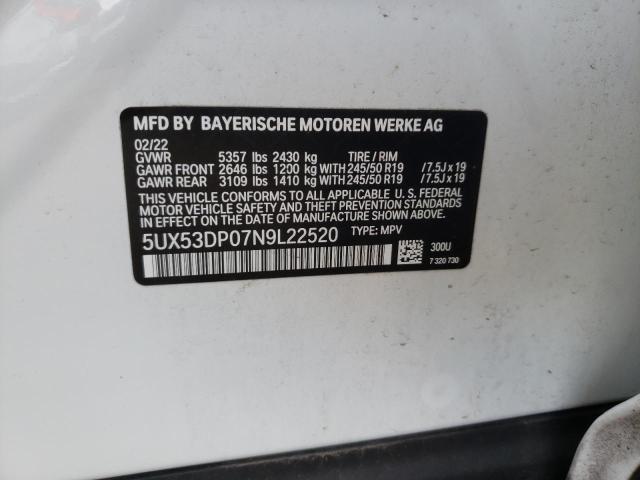 MFD BY BAYERISCHE MOTOREN WERKE AG
02/22
GVWR 5357 lbs 2430 kg TIRE / RIM
GAWR FRONT 2646 lbs 1200 kg WITH 245/50 R19 / 7.5J x 19
GAWR REAR 3109 lbs 1410 kg WITH 245/50 R19 / 7.5J x 19
THIS VEHICLE CONFORMS TO ALL APPLICABLE U. S. FEDERAL
MOTOR VEHICLE SAFETY AND THEFT PREVENTION STANDARDS
IN EFFECT ON THE DATE OF MANUFACTURE SHOWN ABOVE.
5UX53DP07N9L22520 TYPE: MPV
300U
7 320 730